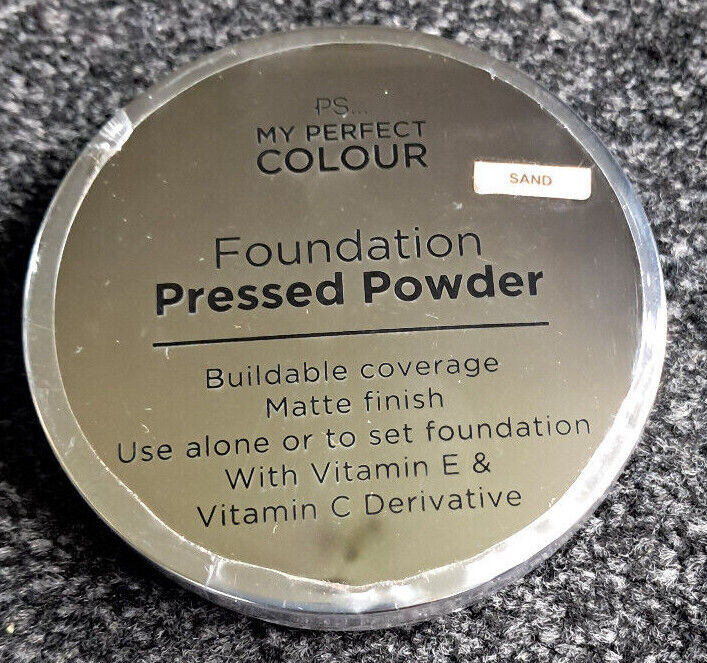 PS...
MY PERFECT
COLOUR
SAND
Foundation
Pressed Powder
Buildable coverage
Matte finish
Use alone or to set foundation
With Vitamin E &
Vitamin C Derivative